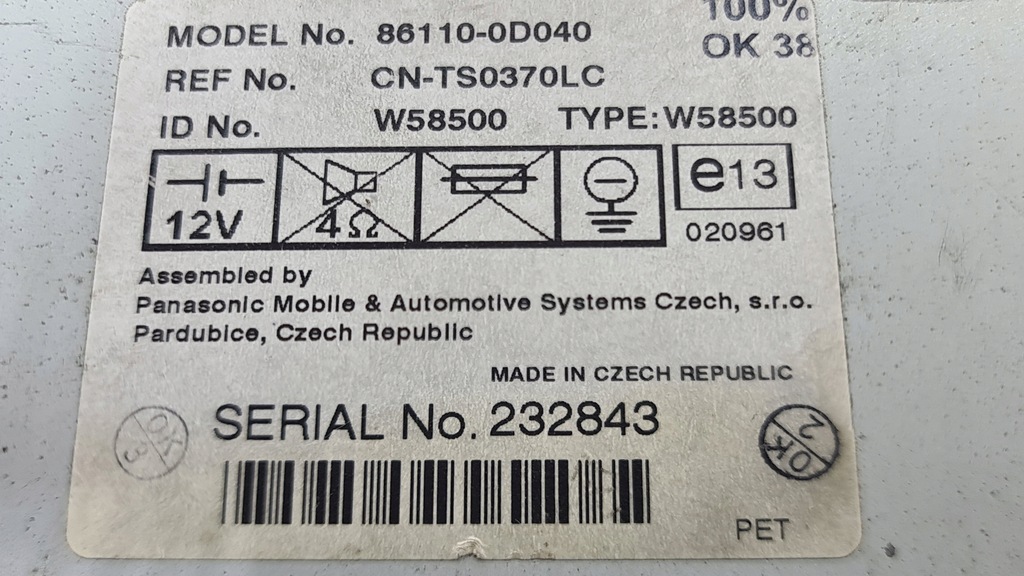 100%
OK 38
MODEL No. 86110-0D040
REF No. CN-TS0370LC
ID No. W58500 TYPE: W58500
12V 4Ω e13
020961
Assembled by
Panasonic Mobile & Automotive Systems Czech, s.r.o.
Pardubice, Czech Republic
MADE IN CZECH REPUBLIC
SERIAL No. 232843
OK 3
2 OK
PET